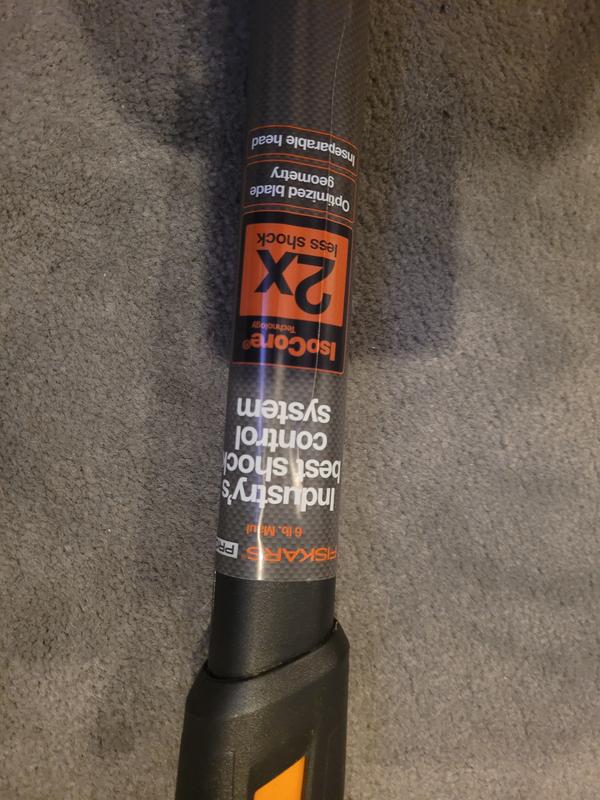 FISKARS® PRO
6 lb. Maul
Industry's
best shock
control
system
IsoCore®
Technology
2x
less shock
Optimized blade
geometry
Inseparable head